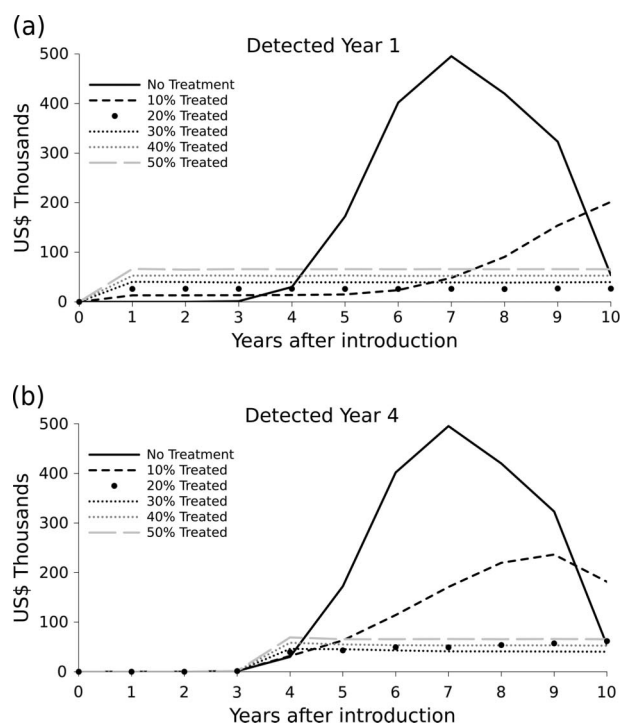 (a)
Detected Year 1
US$ Thousands
500
400
300
200
100
0
No Treatment
10% Treated
20% Treated
30% Treated
40% Treated
50% Treated
0 1 2 3 4 5 6 7 8 9 10
Years after introduction
(b)
Detected Year 4
US$ Thousands
500
400
300
200
100
0
No Treatment
10% Treated
20% Treated
30% Treated
40% Treated
50% Treated
0 1 2 3 4 5 6 7 8 9 10
Years after introduction